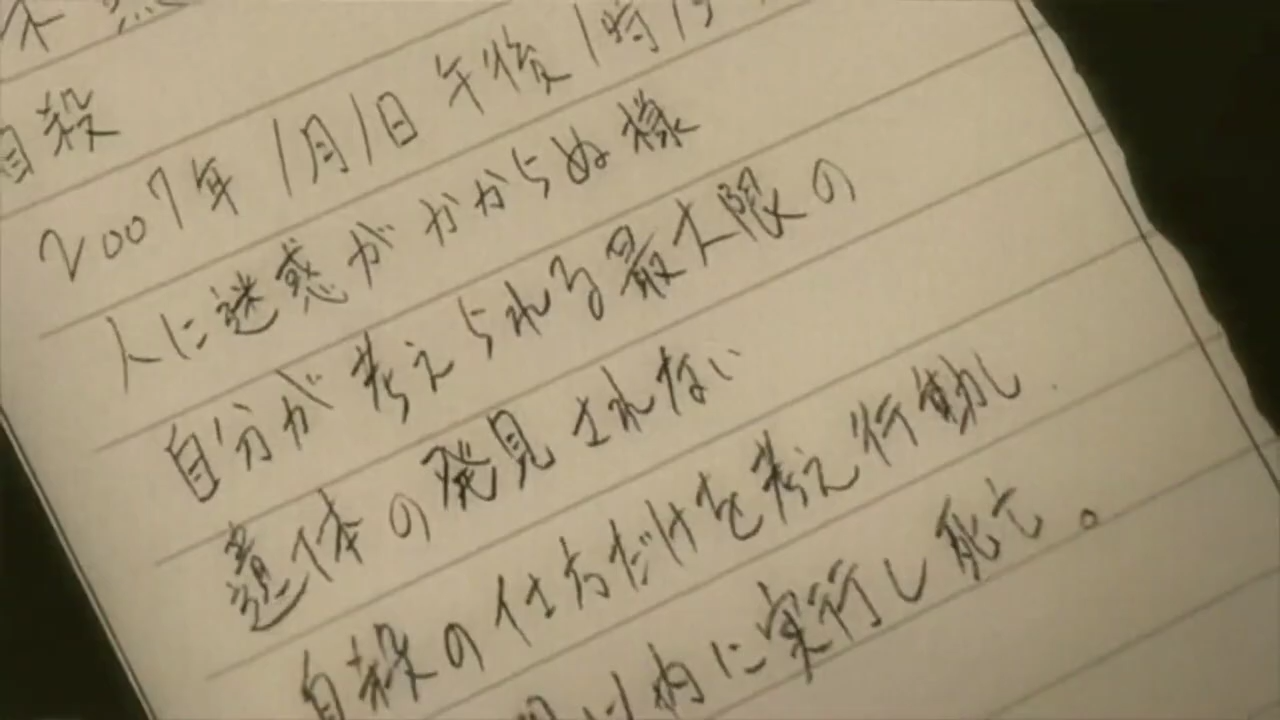 自殺
2007年1月1日午後1時15
人に迷惑がかからぬ様
自分が考えられる最大限の
遺体の発見されない
自殺の仕方だけを考え行動し
以内に実行し死亡。